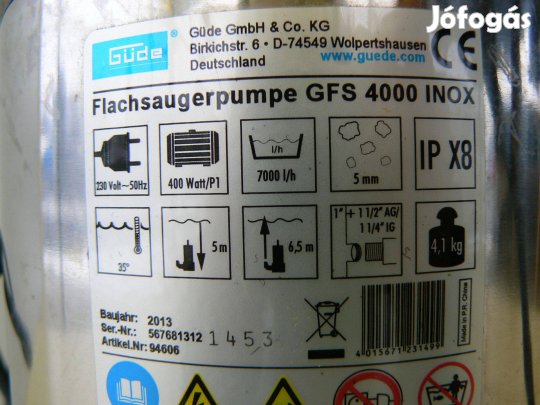 Jófogás
Güde
Güde GmbH & Co. KG
Birkichstr. 6 • D-74549 Wolpertshausen
Deutschland
www.guede.com
CE
Flachsaugerpumpe GFS 4000 INOX
230 Volt~50Hz
400 Watt/P1
l/h
7000 l/h
5 mm
IP X8
35°
5 m
6,5 m
1" + 1 1/2" AG/
1 1/4" IG
4,1 kg
Baujahr: 2013
Ser.-Nr.: 567681312 1453
Artikel.Nr: 94606
4 015671 231499
Made in P.R. China